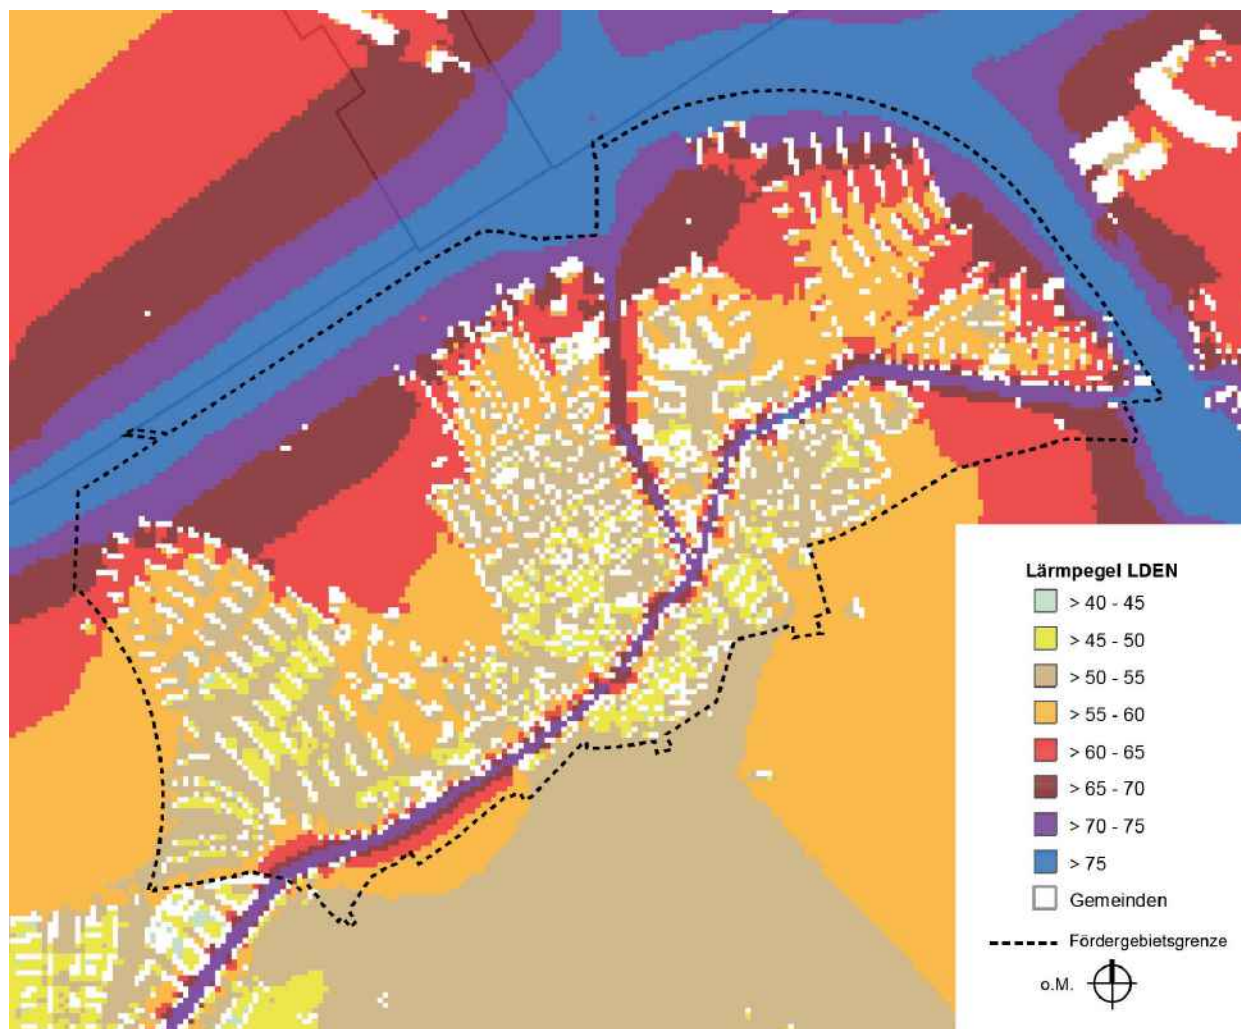 Lärmpegel LDEN
> 40 - 45
> 45 - 50
> 50 - 55
> 55 - 60
> 60 - 65
> 65 - 70
> 70 - 75
> 75
Gemeinden
Fördergebietsgrenze
o.M.